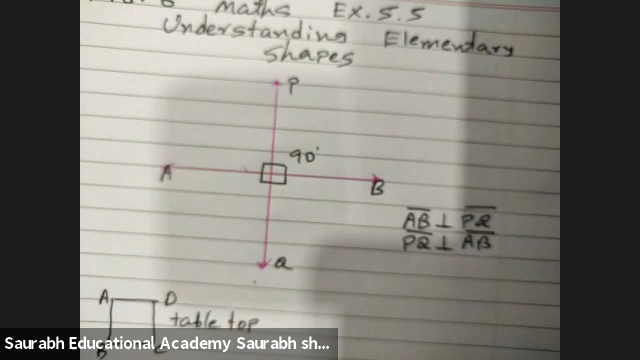 Maths Ex. 5.5
Understanding Elementary
Shapes
P
90°
A
B
AB ⊥ PQ
PQ ⊥ AB
Q
A D
table top
Saurabh Educational Academy Saurabh sh...